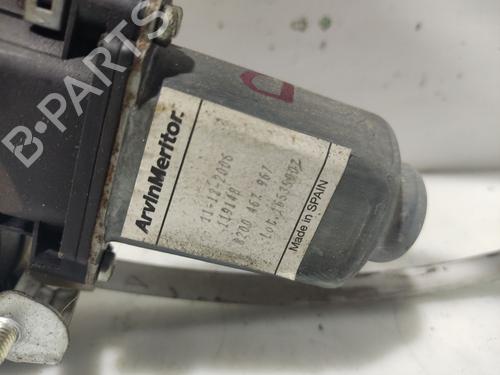 B-PARTS
ArvinMeritor.
11-12-2006
119148
8200 467 967
Made in SPAIN